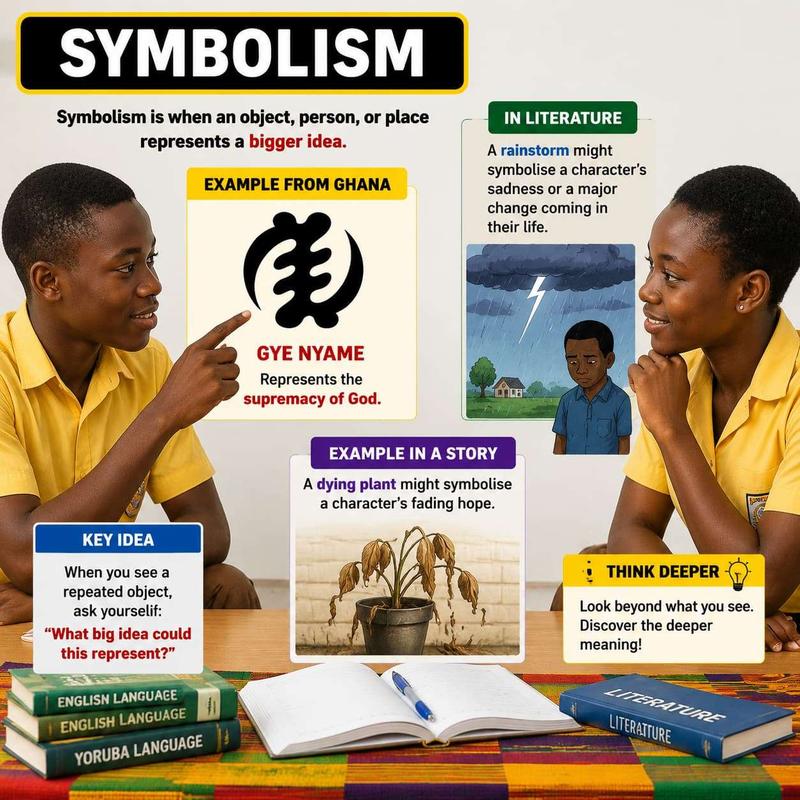 SYMBOLISM
Symbolism is when an object, person, or place
represents a bigger idea.
EXAMPLE FROM GHANA
GYE NYAME
Represents the
supremacy of God.
IN LITERATURE
A rainstorm might
symbolise a character's
sadness or a major
change coming in
their life.
EXAMPLE IN A STORY
A dying plant might symbolise
a character's fading hope.
KEY IDEA
When you see a
repeated object,
ask yourseIif:
"What big idea could
this represent?"
THINK DEEPER
Look beyond what you see.
Discover the deeper
meaning!
ENGLISH LANGUAGE
ENGLISH LANGUAGE
YORUBA LANGUAGE
LITERATURE
LITERATTURE